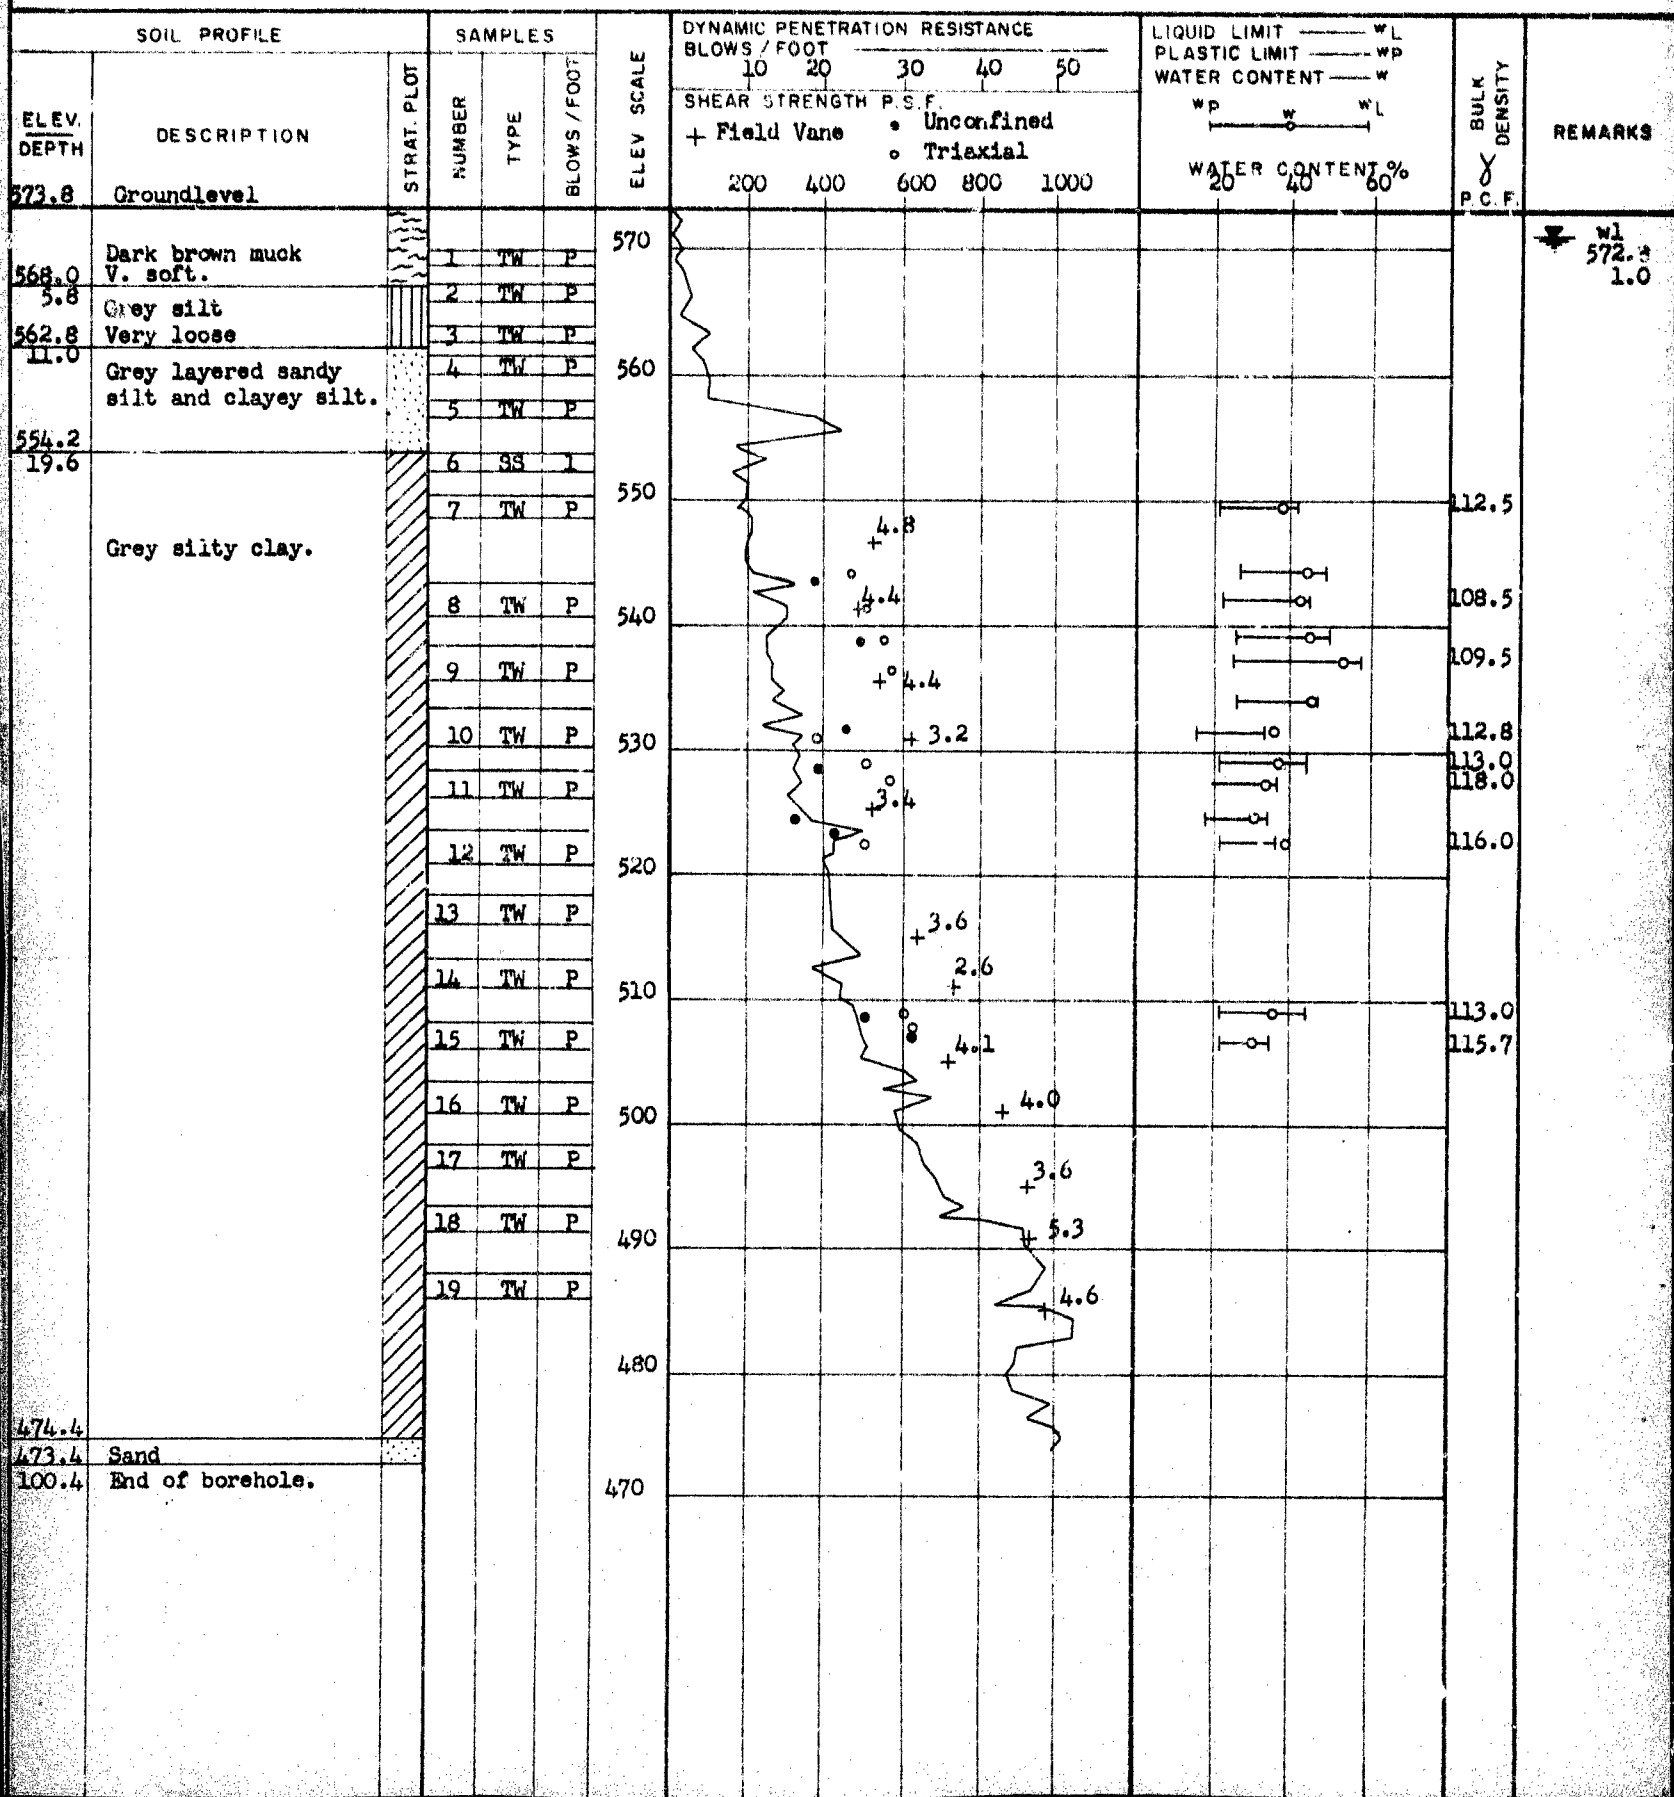 SOIL PROFILE
SAMPLES
ELEV SCALE
DYNAMIC PENETRATION RESISTANCE
BLOWS / FOOT
10 20 30 40 50
SHEAR STRENGTH P.S.F.
+ Field Vane
• Unconfined
o Triaxial
200 400 600 800 1000
LIQUID LIMIT —— WL
PLASTIC LIMIT —— WP
WATER CONTENT —— W
WP W WL
WATER CONTENT %
20 40 60
BULK DENSITY
γ
P.C.F.
REMARKS
ELEV.
DEPTH
DESCRIPTION
STRAT. PLOT
NUMBER
TYPE
BLOWS / FOOT
573.8 Groundlevel
Dark brown muck
V. soft.
568.0
5.8
Grey silt
Very loose
562.8
11.0
Grey layered sandy
silt and clayey silt.
554.2
19.6
Grey silty clay.
474.4
473.4 Sand
100.4 End of borehole.
1 TW P
2 TW P
3 TW P
4 TW P
5 TW P
6 SS 1
7 TW P
8 TW P
9 TW P
10 TW P
11 TW P
12 TW P
13 TW P
14 TW P
15 TW P
16 TW P
17 TW P
18 TW P
19 TW P
570
560
550
540
530
520
510
500
490
480
470
4.8
4.4
4.4
3.2
3.4
3.6
2.6
4.1
4.0
3.6
5.3
4.6
112.5
108.5
109.5
112.8
113.0
118.0
116.0
113.0
115.7
wl
1.0